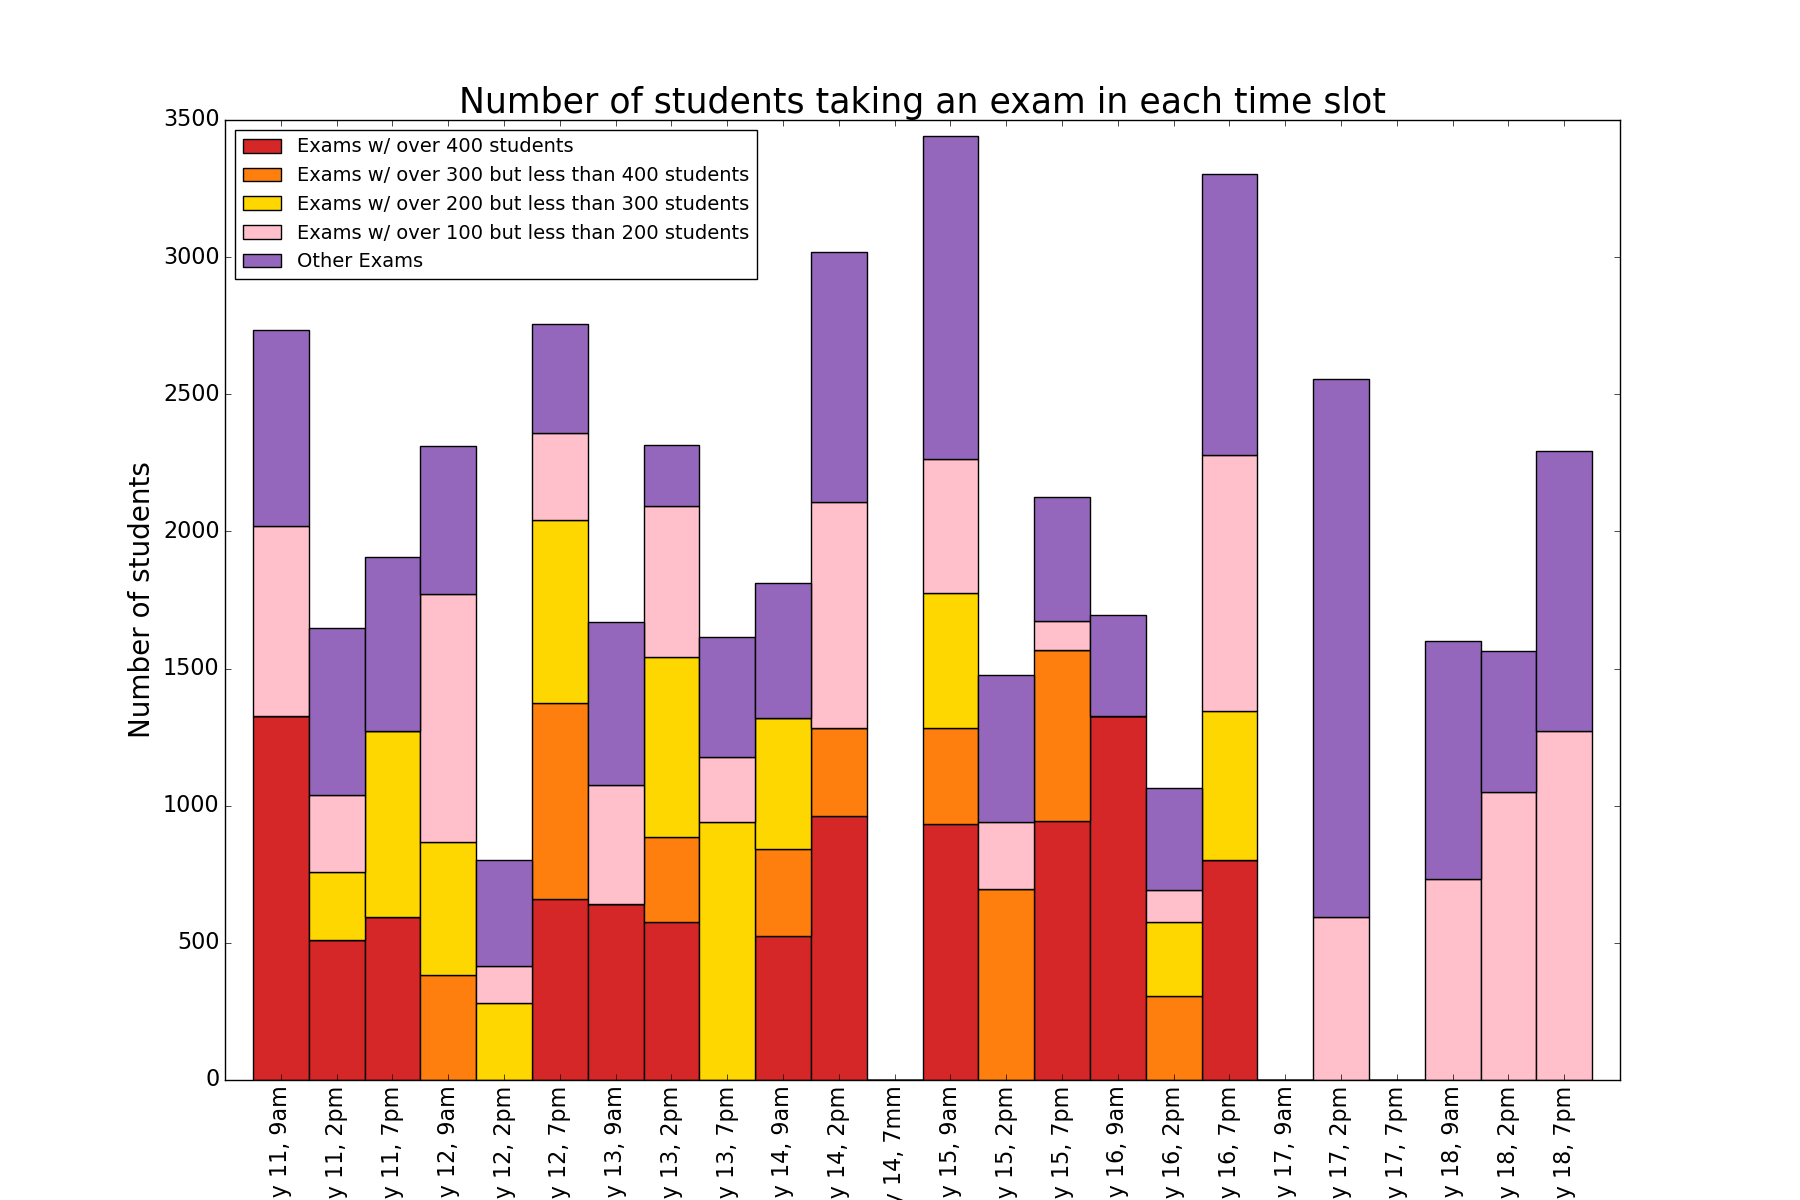 Number of students taking an exam in each time slot
3500
3000
2500
2000
1500
1000
500
0
Number of students
Exams w/ over 400 students
Exams w/ over 300 but less than 400 students
Exams w/ over 200 but less than 300 students
Exams w/ over 100 but less than 200 students
Other Exams
y 11, 9am
y 11, 2pm
y 11, 7pm
y 12, 9am
y 12, 2pm
y 12, 7pm
y 13, 9am
y 13, 2pm
y 13, 7pm
y 14, 9am
y 14, 2pm
y 14, 7mm
y 15, 9am
y 15, 2pm
y 15, 7pm
y 16, 9am
y 16, 2pm
y 16, 7pm
y 17, 9am
y 17, 2pm
y 17, 7pm
y 18, 9am
y 18, 2pm
y 18, 7pm